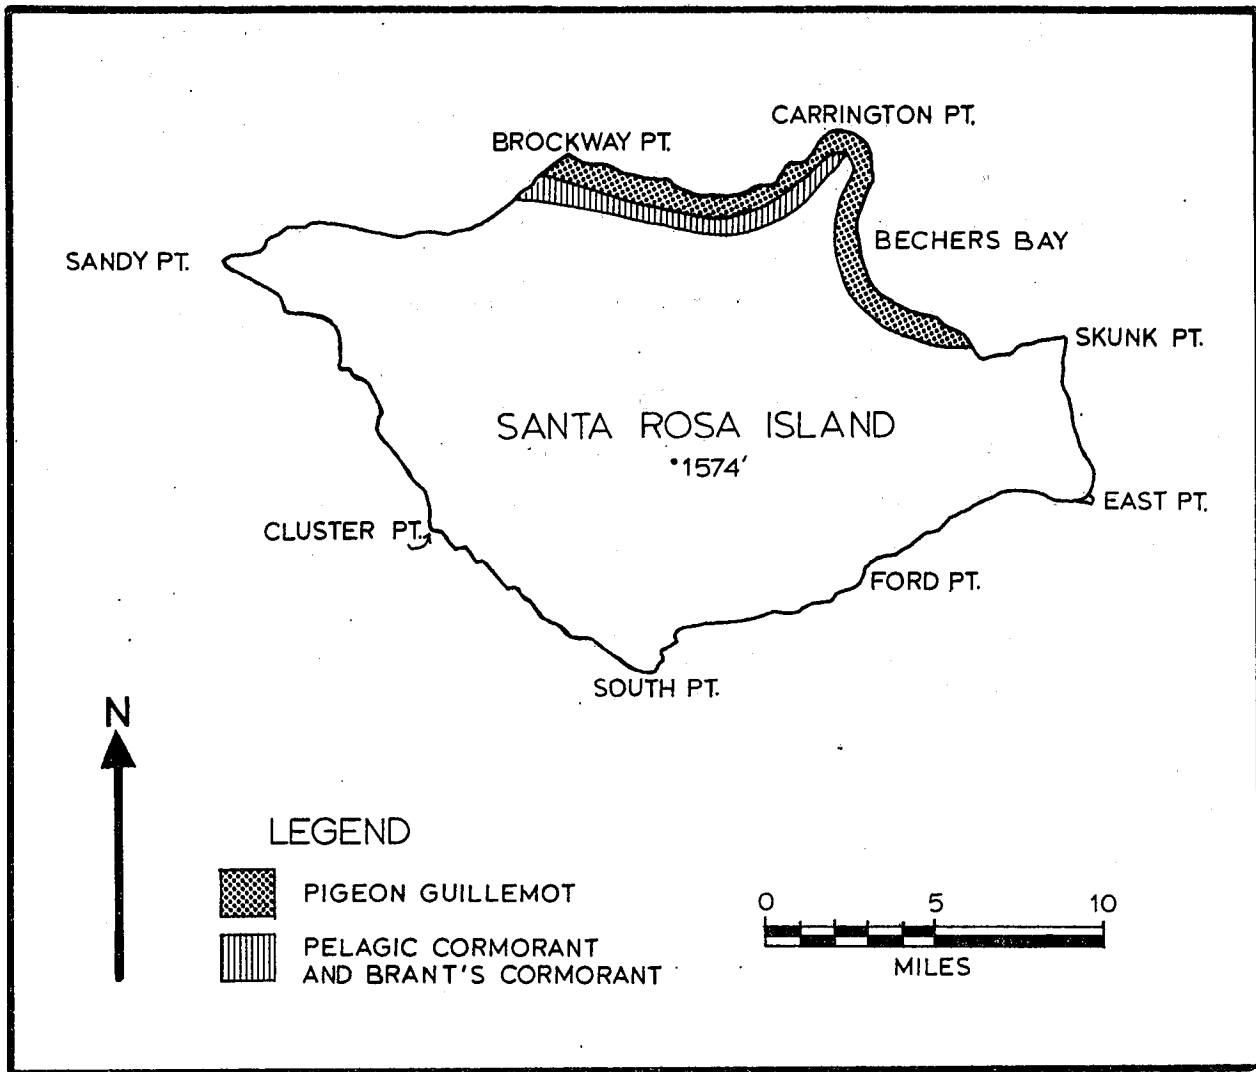 CARRINGTON PT.
BROCKWAY PT.
BECHERS BAY
SANDY PT.
SKUNK PT.
SANTA ROSA ISLAND
•1574'
EAST PT.
CLUSTER PT.
FORD PT.
SOUTH PT.
N
LEGEND
PIGEON GUILLEMOT
PELAGIC CORMORANT
AND BRANT'S CORMORANT
0 5 10
MILES